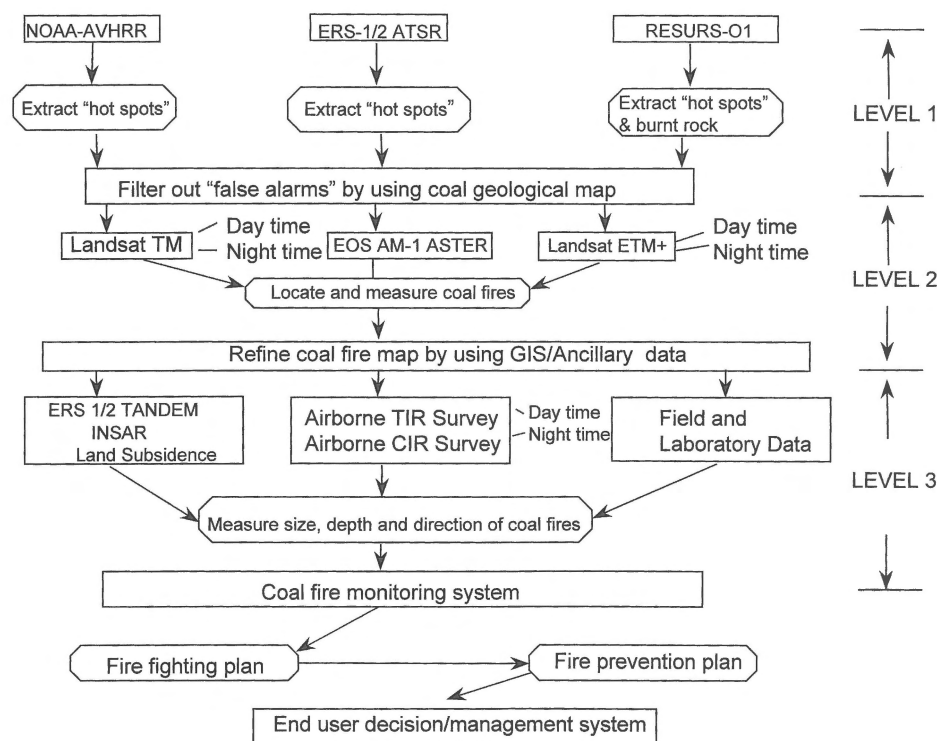 NOAA-AVHRR
ERS-1/2 ATSR
RESURS-O1
Extract “hot spots”
Extract “hot spots”
Extract “hot spots”
& burnt rock
LEVEL 1
Filter out “false alarms” by using coal geological map
Landsat TM
Day time
Night time
EOS AM-1 ASTER
Landsat ETM+
Day time
Night time
LEVEL 2
Locate and measure coal fires
Refine coal fire map by using GIS/Ancillary data
ERS 1/2 TANDEM
INSAR
Land Subsidence
Airborne TIR Survey
Airborne CIR Survey
Day time
Night time
Field and
Laboratory Data
LEVEL 3
Measure size, depth and direction of coal fires
Coal fire monitoring system
Fire fighting plan
Fire prevention plan
End user decision/management system